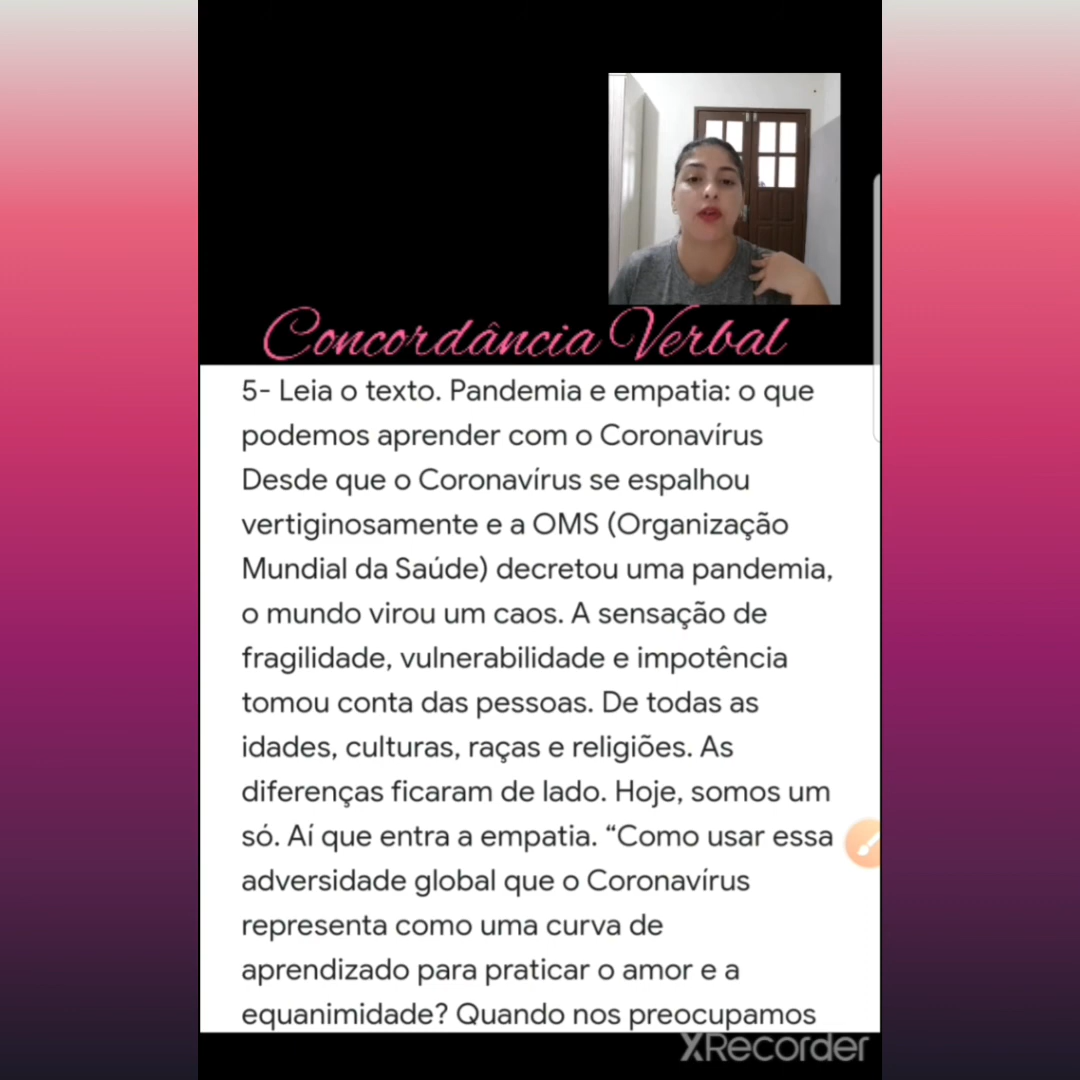 Concordância Verbal
5- Leia o texto. Pandemia e empatia: o que
podemos aprender com o Coronavírus
Desde que o Coronavírus se espalhou
vertiginosamente e a OMS (Organização
Mundial da Saúde) decretou uma pandemia,
o mundo virou um caos. A sensação de
fragilidade, vulnerabilidade e impotência
tomou conta das pessoas. De todas as
idades, culturas, raças e religiões. As
diferenças ficaram de lado. Hoje, somos um
só. Aí que entra a empatia. “Como usar essa
adversidade global que o Coronavírus
representa como uma curva de
aprendizado para praticar o amor e a
equanimidade? Quando nos preocupamos
XRecorder